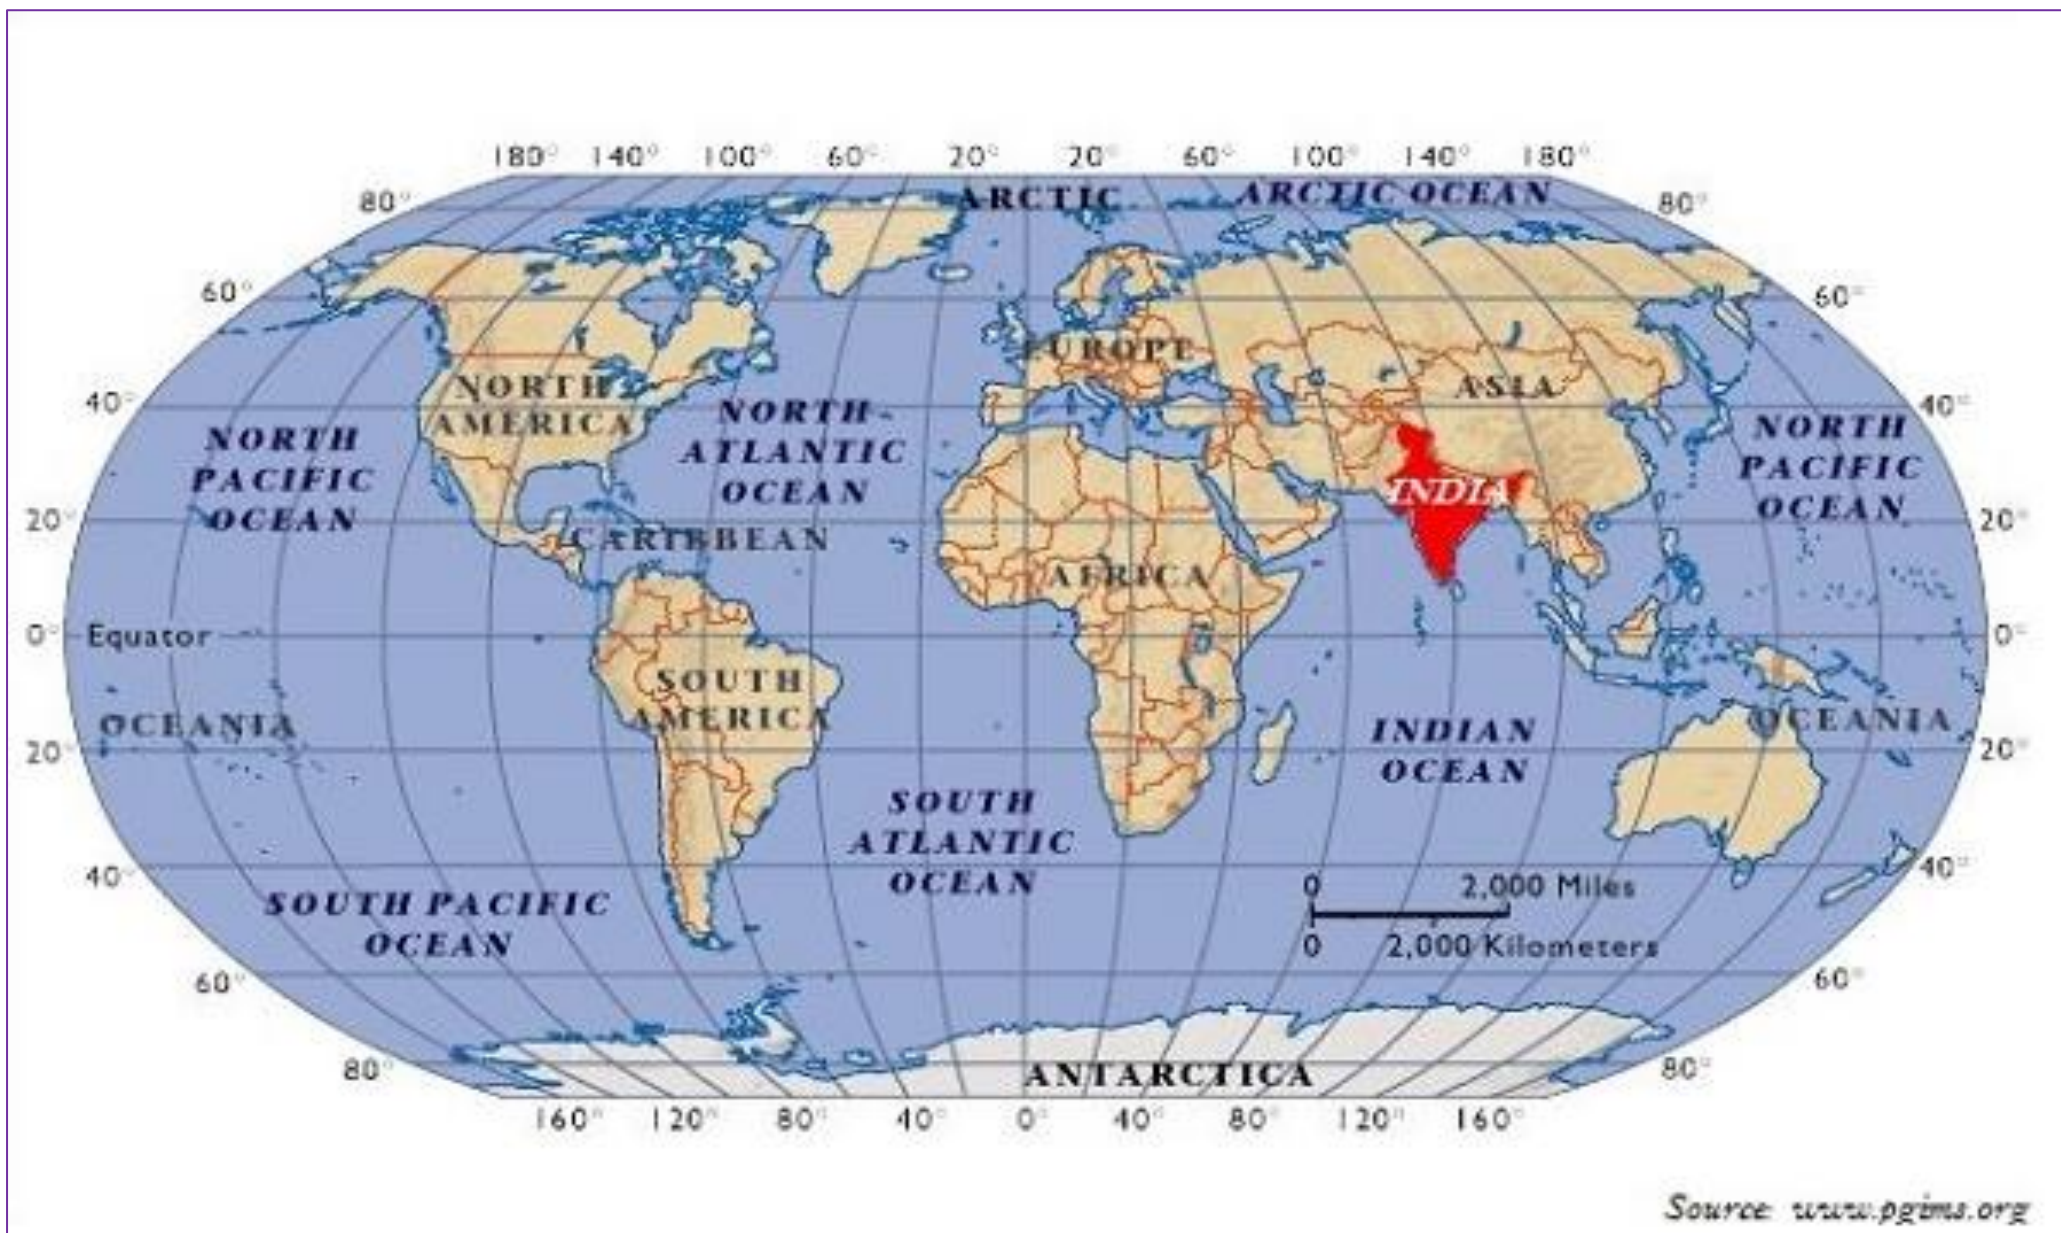 180° 140° 100° 60° 20° 20° 60° 100° 140° 180°
ARCTIC
ARCTIC OCEAN
80° 80°
60° 60°
EUROPE
NORTH
AMERICA
ASIA
40° 40°
NORTH
ATLANTIC
OCEAN
NORTH
PACIFIC
OCEAN
NORTH
PACIFIC
OCEAN
INDIA
20° 20°
CARIBBEAN
AFRICA
0° Equator 0°
SOUTH
AMERICA
OCEANIA
OCEANIA
INDIAN
OCEAN
20° 20°
SOUTH
ATLANTIC
OCEAN
40° 40°
0 2,000 Miles
0 2,000 Kilometers
SOUTH PACIFIC
OCEAN
60° 60°
80° 80°
ANTARCTICA
160° 120° 80° 40° 0° 40° 80° 120° 160°
Source: www.pgims.org